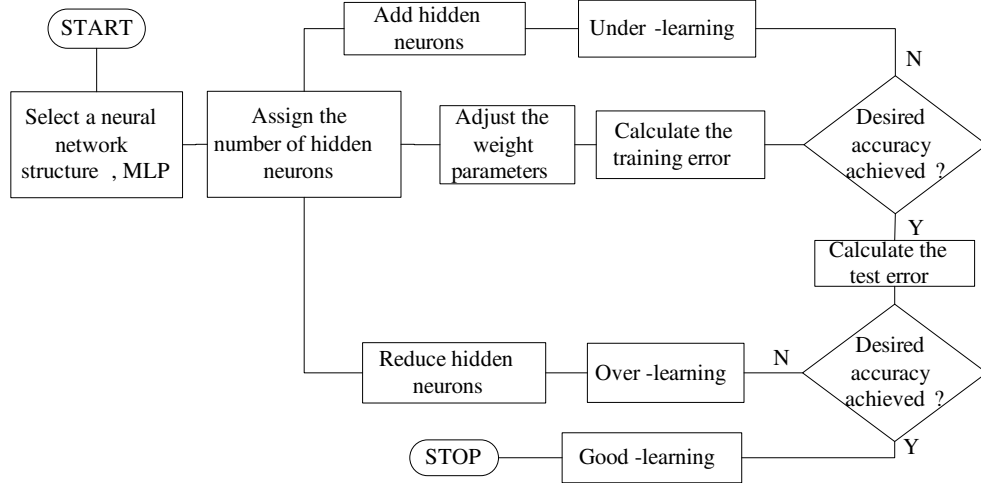 START
Select a neural
network
structure , MLP
Assign the
number of hidden
neurons
Add hidden
neurons
Under -learning
N
Adjust the
weight
parameters
Calculate the
training error
Desired
accuracy
achieved ?
Y
Calculate the
test error
Desired
accuracy
achieved ?
N
Over -learning
Reduce hidden
neurons
Y
Good -learning
STOP